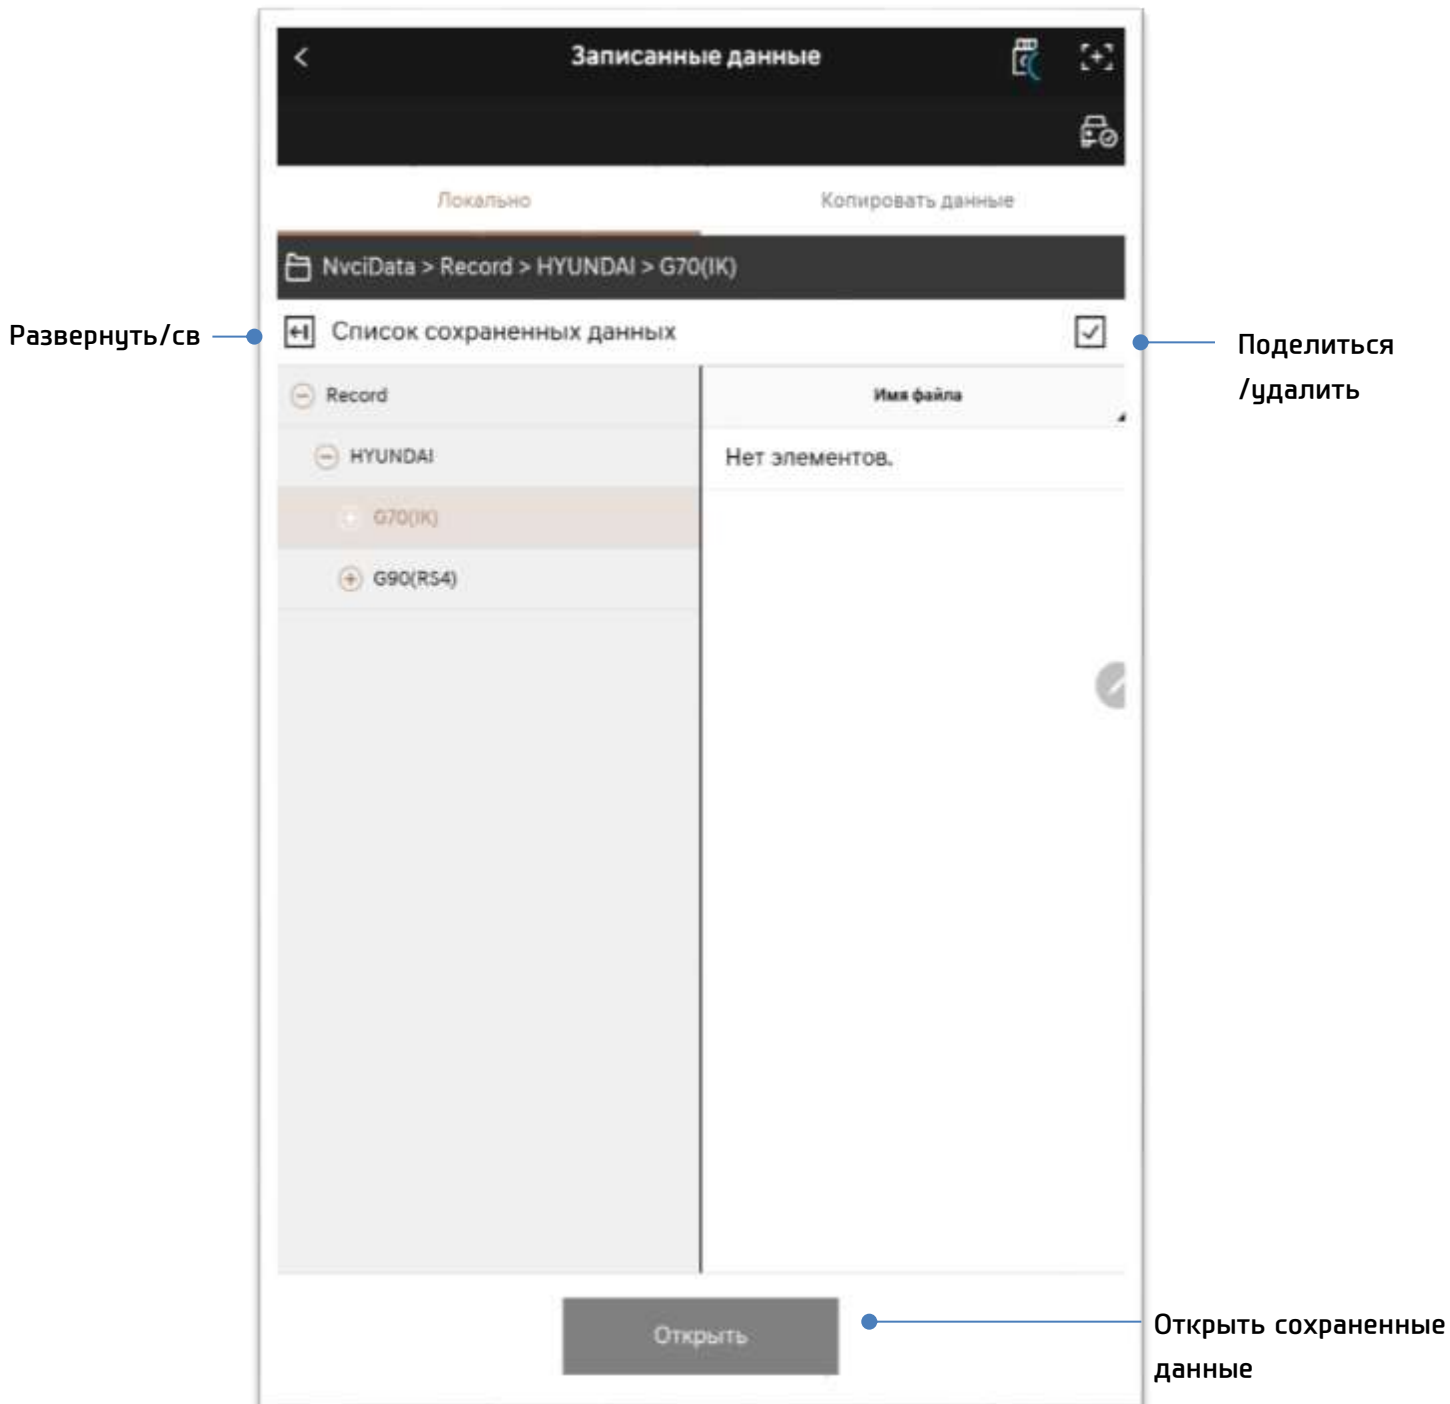 Записанные данные
Локально
Копировать данные
NvciData > Record > HYUNDAI > G70(IK)
Развернуть/св
Список сохраненных данных
Поделиться
/удалить
Record
Имя файла
HYUNDAI
Нет элементов.
G70(IK)
G90(RS4)
Открыть
Открыть сохраненные
данные